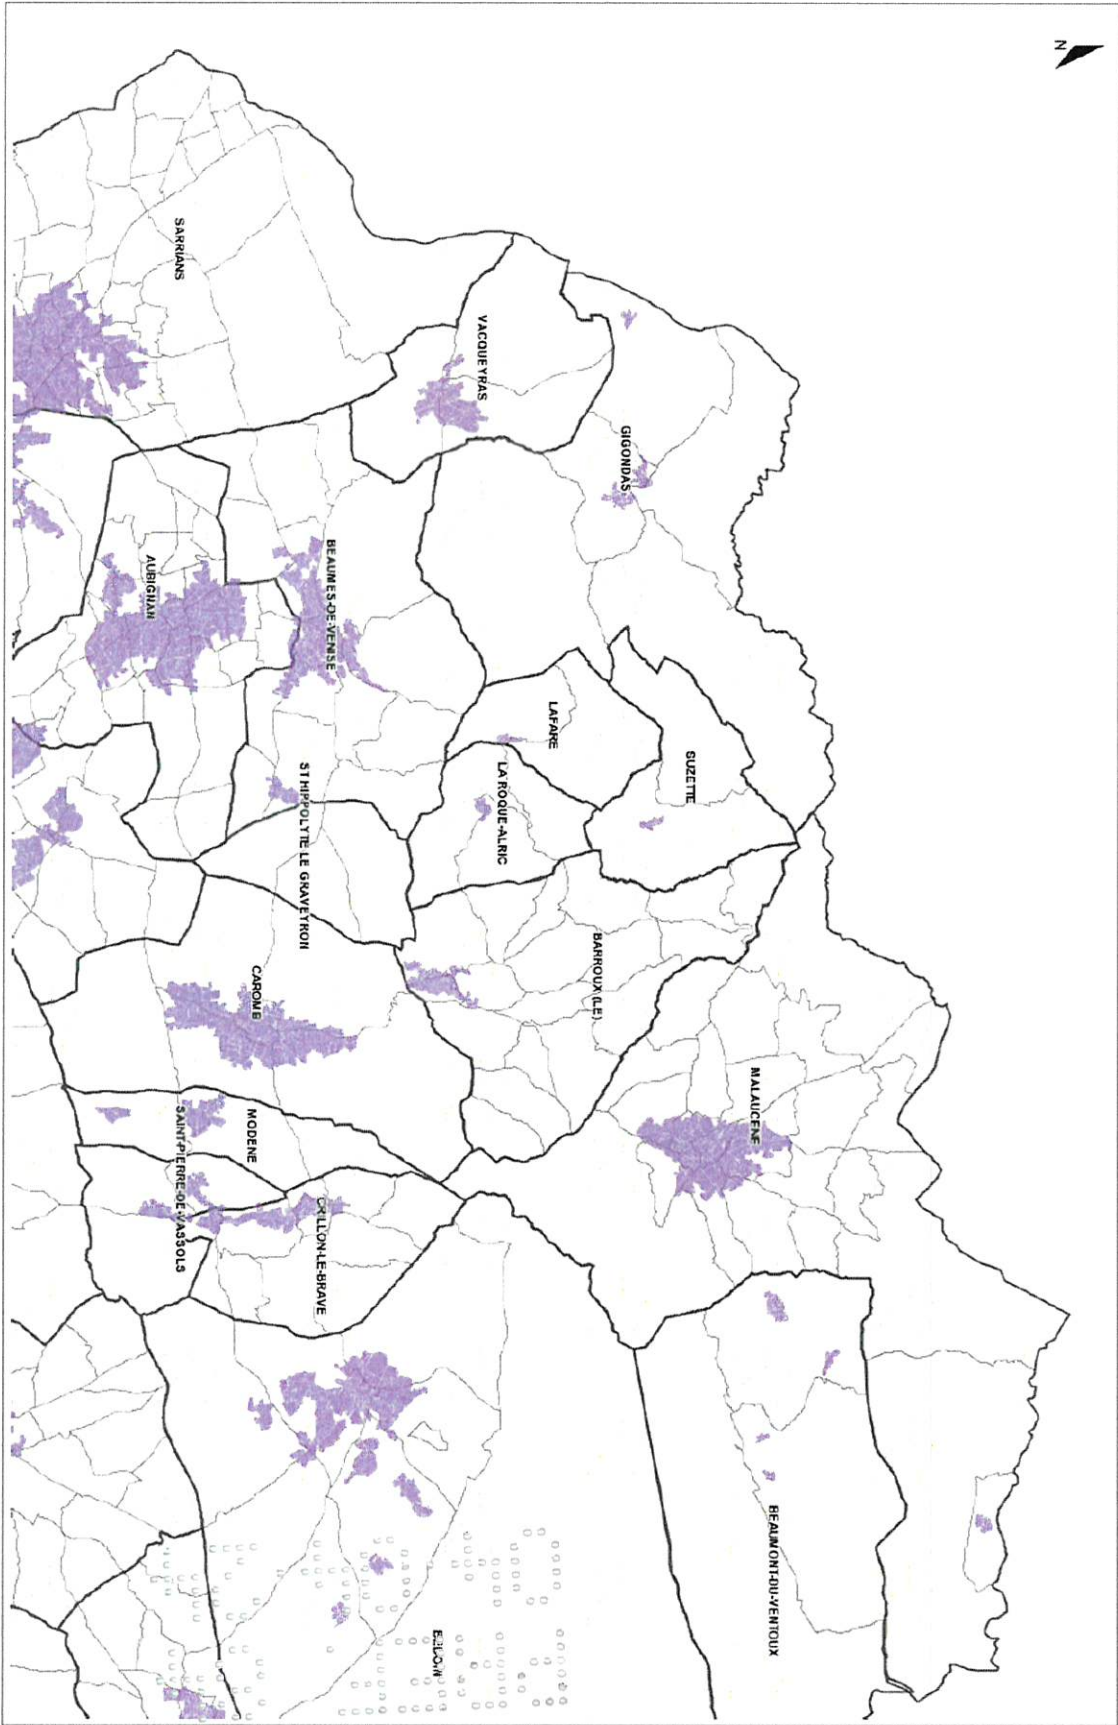 N
SARRIANS
VACQUEYRAS
GIGONDAS
AUBIGNAN
BEAUMES-DE-VENISE
LAFARE
SUZETTE
LA ROQUE-ALRIC
ST HIPPOLYTE LE GRAVEYRON
BARROUX (LE)
CAROMB
MALAUCENE
MODENE
SAINT-PIERRE-DE-VASSOLS
CRILLON-LE-BRAVE
BEAUMONT-DU-VENTOUX
BEDOIN